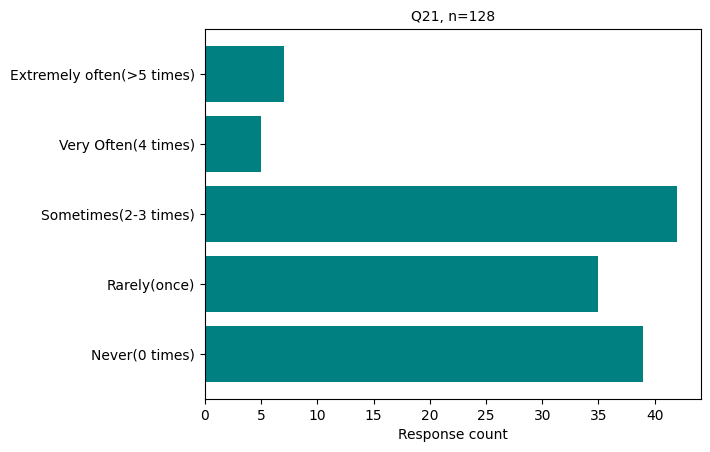 Q21, n=128
Extremely often(>5 times)
Very Often(4 times)
Sometimes(2-3 times)
Rarely(once)
Never(0 times)
0 5 10 15 20 25 30 35 40
Response count